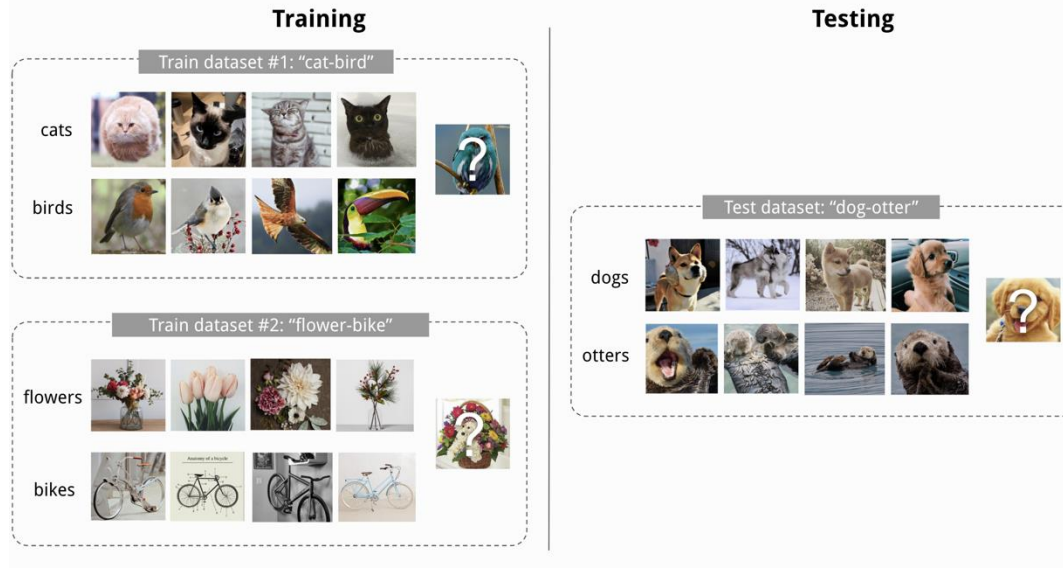 Training
Testing
Train dataset #1: “cat-bird”
cats
?
birds
Train dataset #2: “flower-bike”
flowers
?
bikes
Anatomy of a bicycle
Test dataset: “dog-otter”
dogs
?
otters